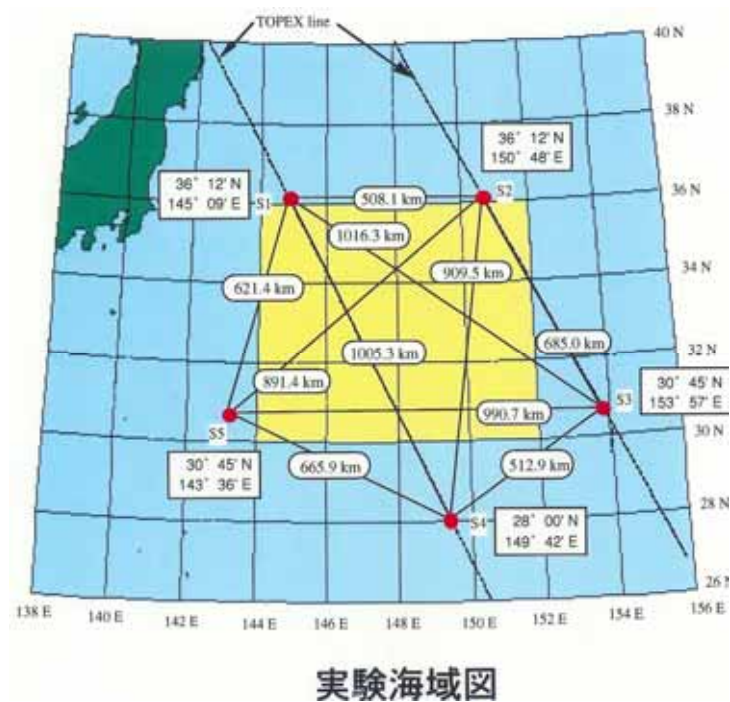 TOPEX line
40 N
38 N
36° 12' N
150° 48' E
36° 12' N
145° 09' E
S1
S2
36 N
508.1 km
1016.3 km
34 N
909.5 km
621.4 km
32 N
685.0 km
1005.3 km
891.4 km
30° 45' N
153° 57' E
S3
990.7 km
30 N
S5
30° 45' N
143° 36' E
665.9 km
512.9 km
28 N
S4
28° 00' N
149° 42' E
26 N
138 E
140 E
142 E
144 E
146 E
148 E
150 E
152 E
154 E
156 E
実験海域図